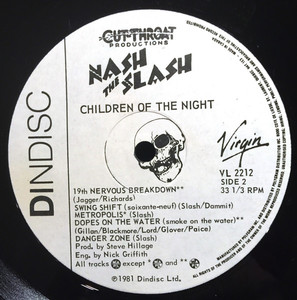 CUT-THROAT
PRODUCTIONS
NASH
THE
SLASH
CHILDREN OF THE NIGHT
DINDISC
Virgin
VL 2212
SIDE 2
33 1/3 RPM
19th NERVOUS BREAKDOWN**
(Jagger/Richards)
SWING SHIFT (soixante-neuf) (Slash/Dammit)
METROPOLIS* (Slash)
DOPES ON THE WATER** (smoke on the water)
(Gillan/Blackmore/Lord/Glover/Paice)
DANGER ZONE (Slash)
Prod. by Steve Hillage
Eng. by Nick Griffith
All tracks except * and **
℗1981 Dindisc Ltd.